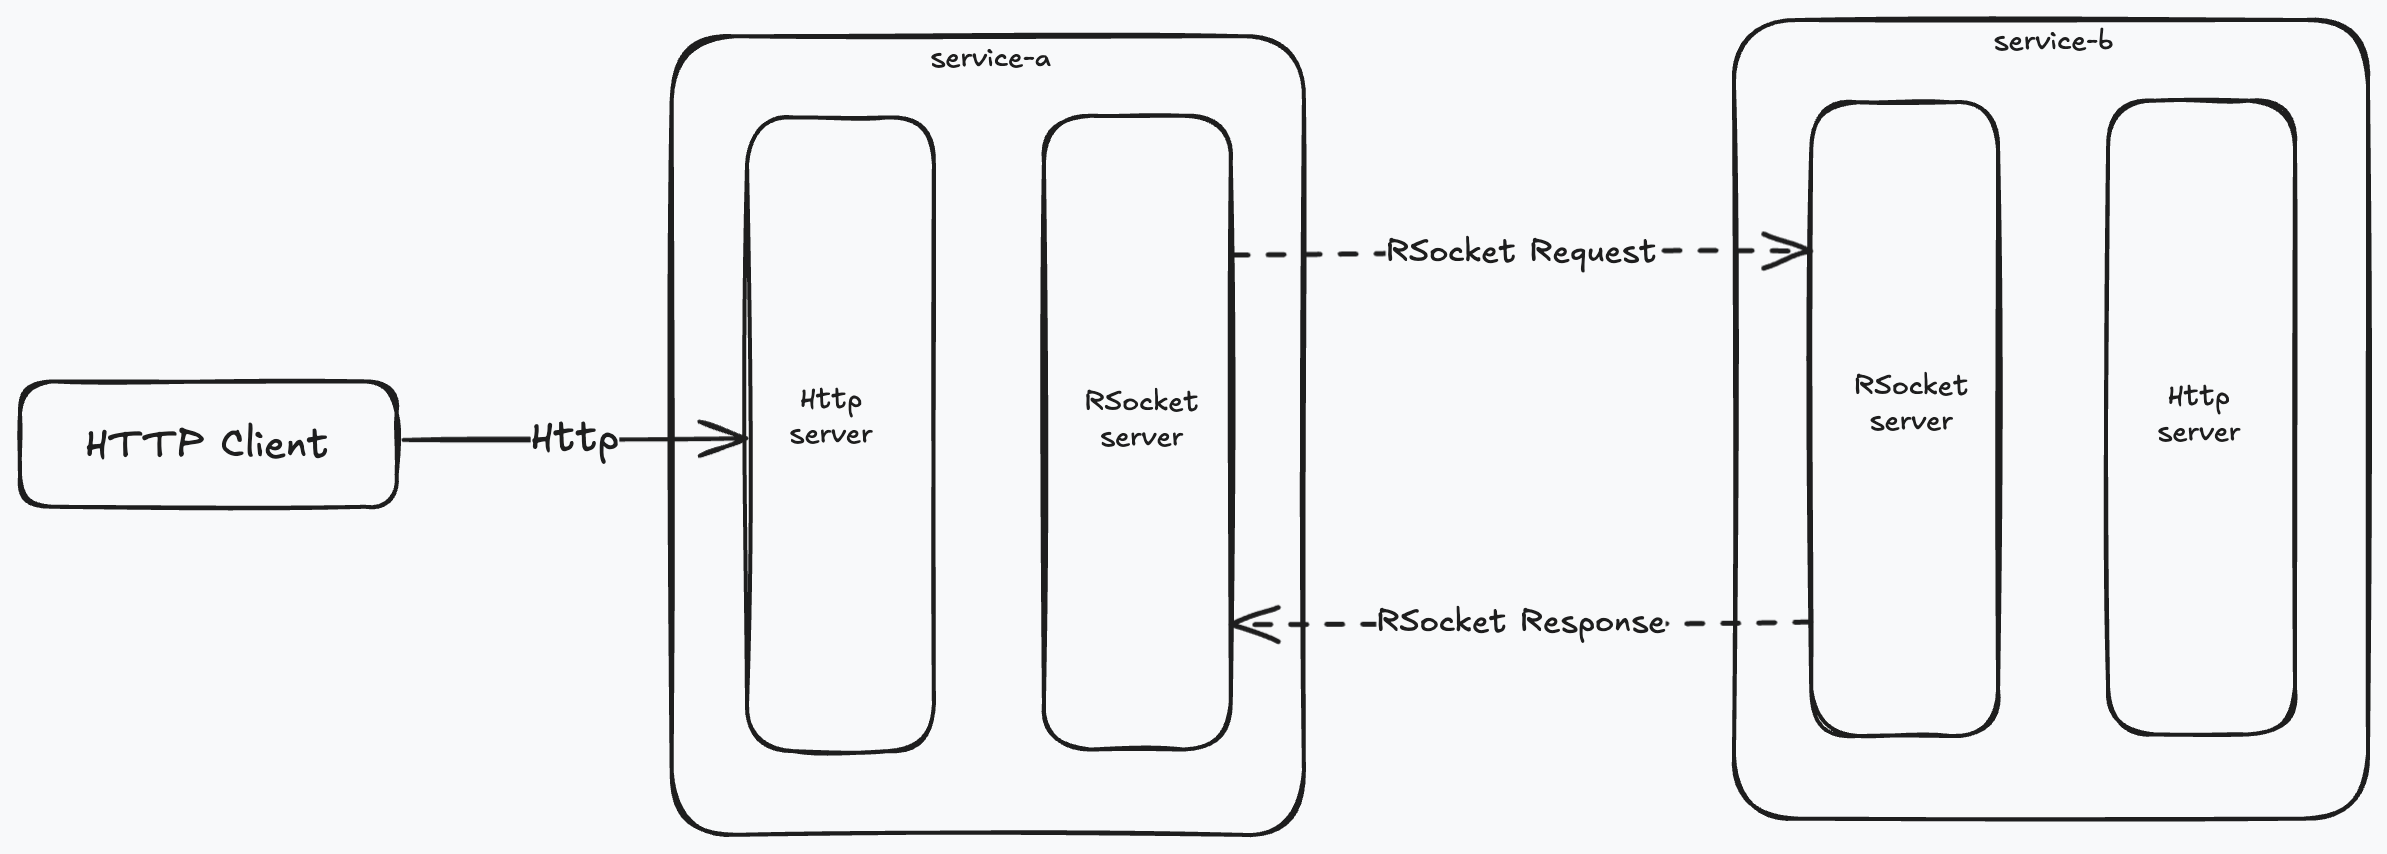 service-a
service-b
HTTP Client
Http
Http
server
RSocket
server
RSocket Request
RSocket Response
RSocket
server
Http
server